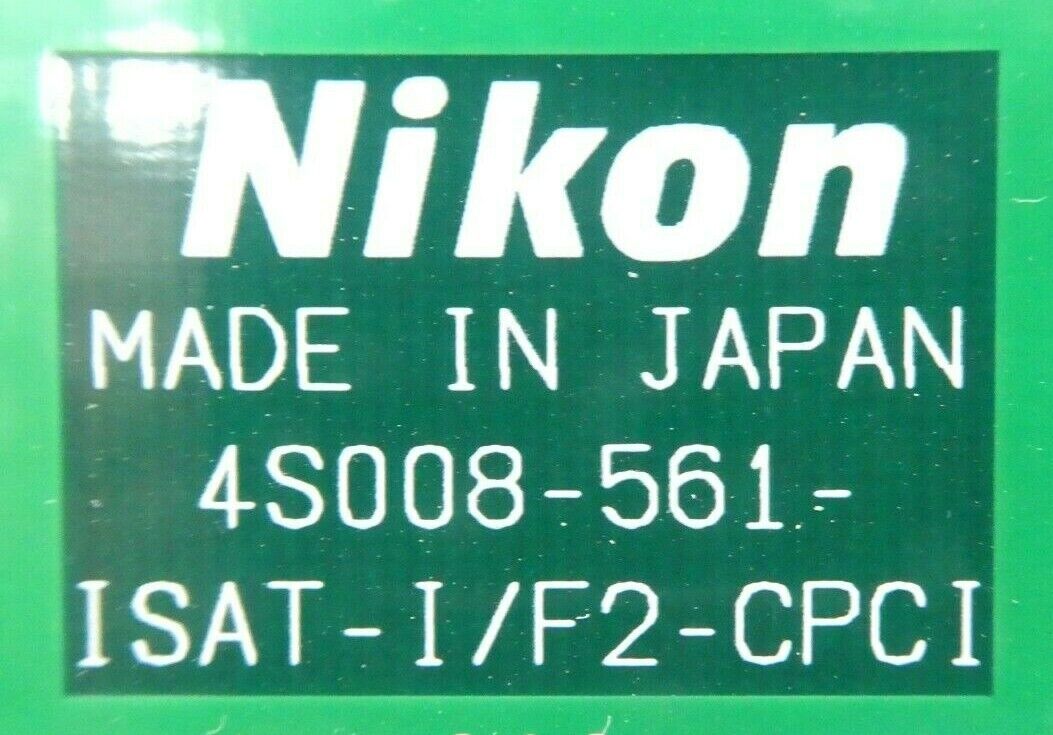 Nikon
MADE IN JAPAN
4S008-561-
ISAT-I/F2-CPCI